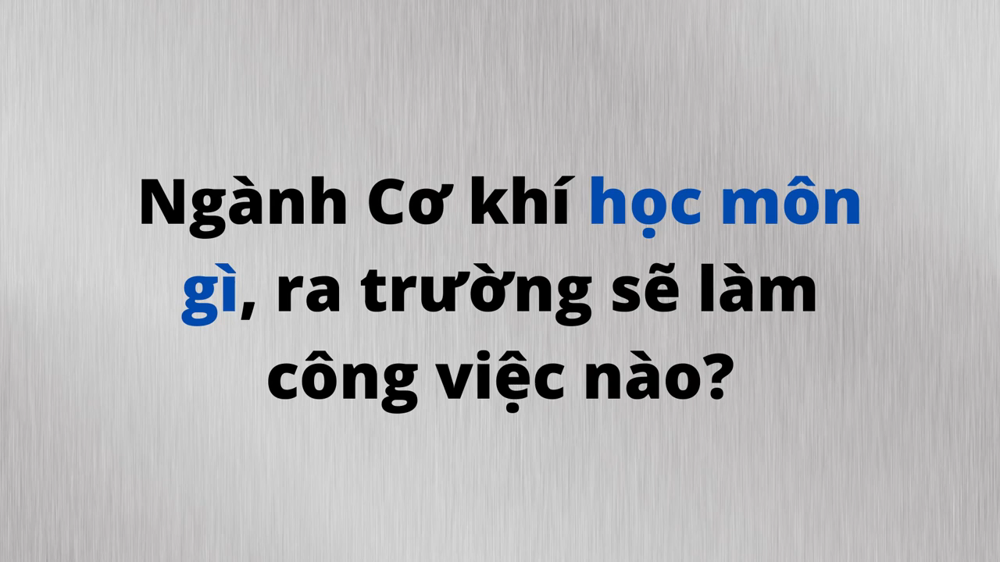 Ngành Cơ khí học môn
gì, ra trường sẽ làm
công việc nào?